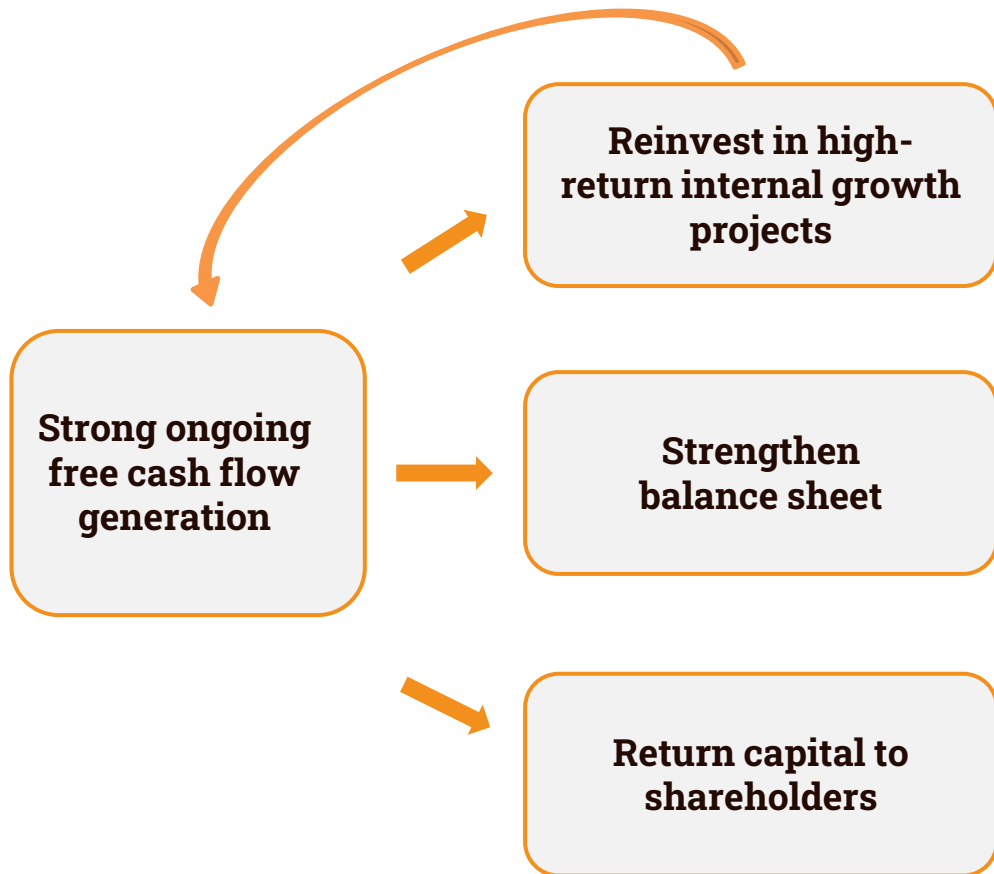 Reinvest in high-
return internal growth
projects
Strong ongoing
free cash flow
generation
Strengthen
balance sheet
Return capital to
shareholders